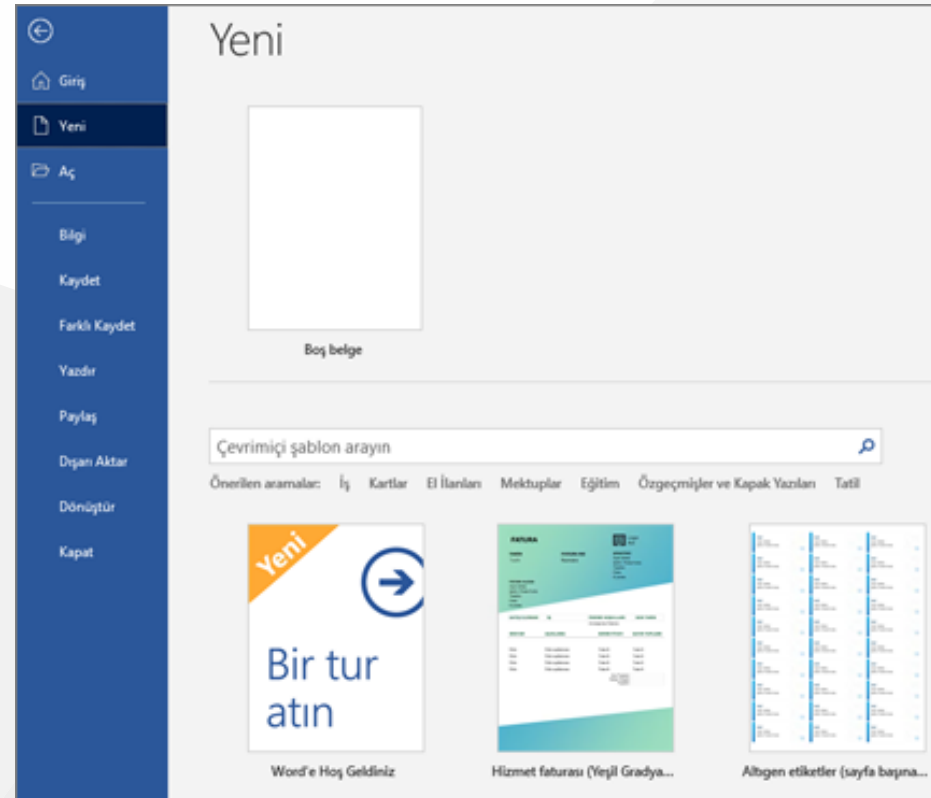 Yeni
Giriş
Yeni
Aç
Bilgi
Kaydet
Farklı Kaydet
Yazdır
Paylaş
Dışarı Aktar
Dönüştür
Kapat
Boş belge
Çevrimiçi şablon arayın
Önerilen aramalar: İş Kartlar El İlanları Mektuplar Eğitim Özgeçmişler ve Kapak Yazıları Tatil
Yeni
Bir tur
atın
FATURA
Word'e Hoş Geldiniz
Hizmet faturası (Yeşil Gradya...
Altıgen etiketler (sayfa başına...